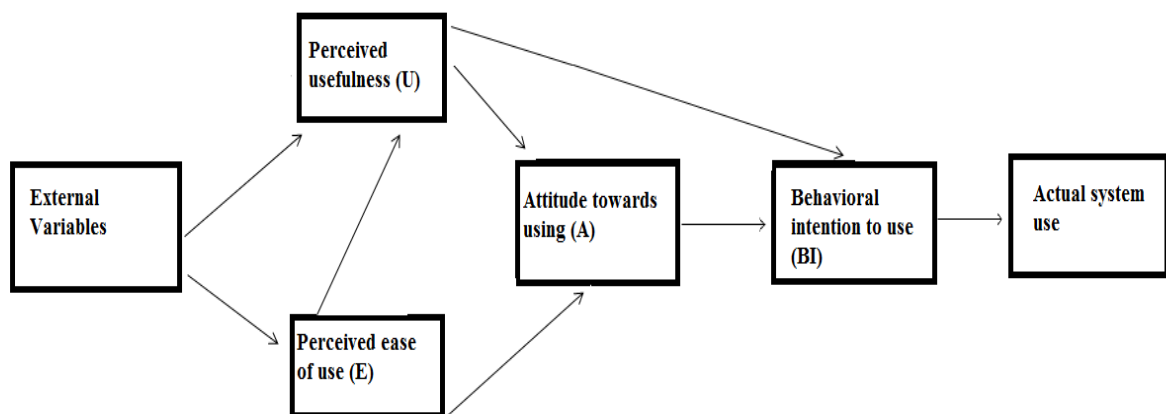 Perceived
usefulness (U)
External
Variables
Attitude towards
using (A)
Behavioral
intention to use
(BI)
Actual system
use
Perceived ease
of use (E)